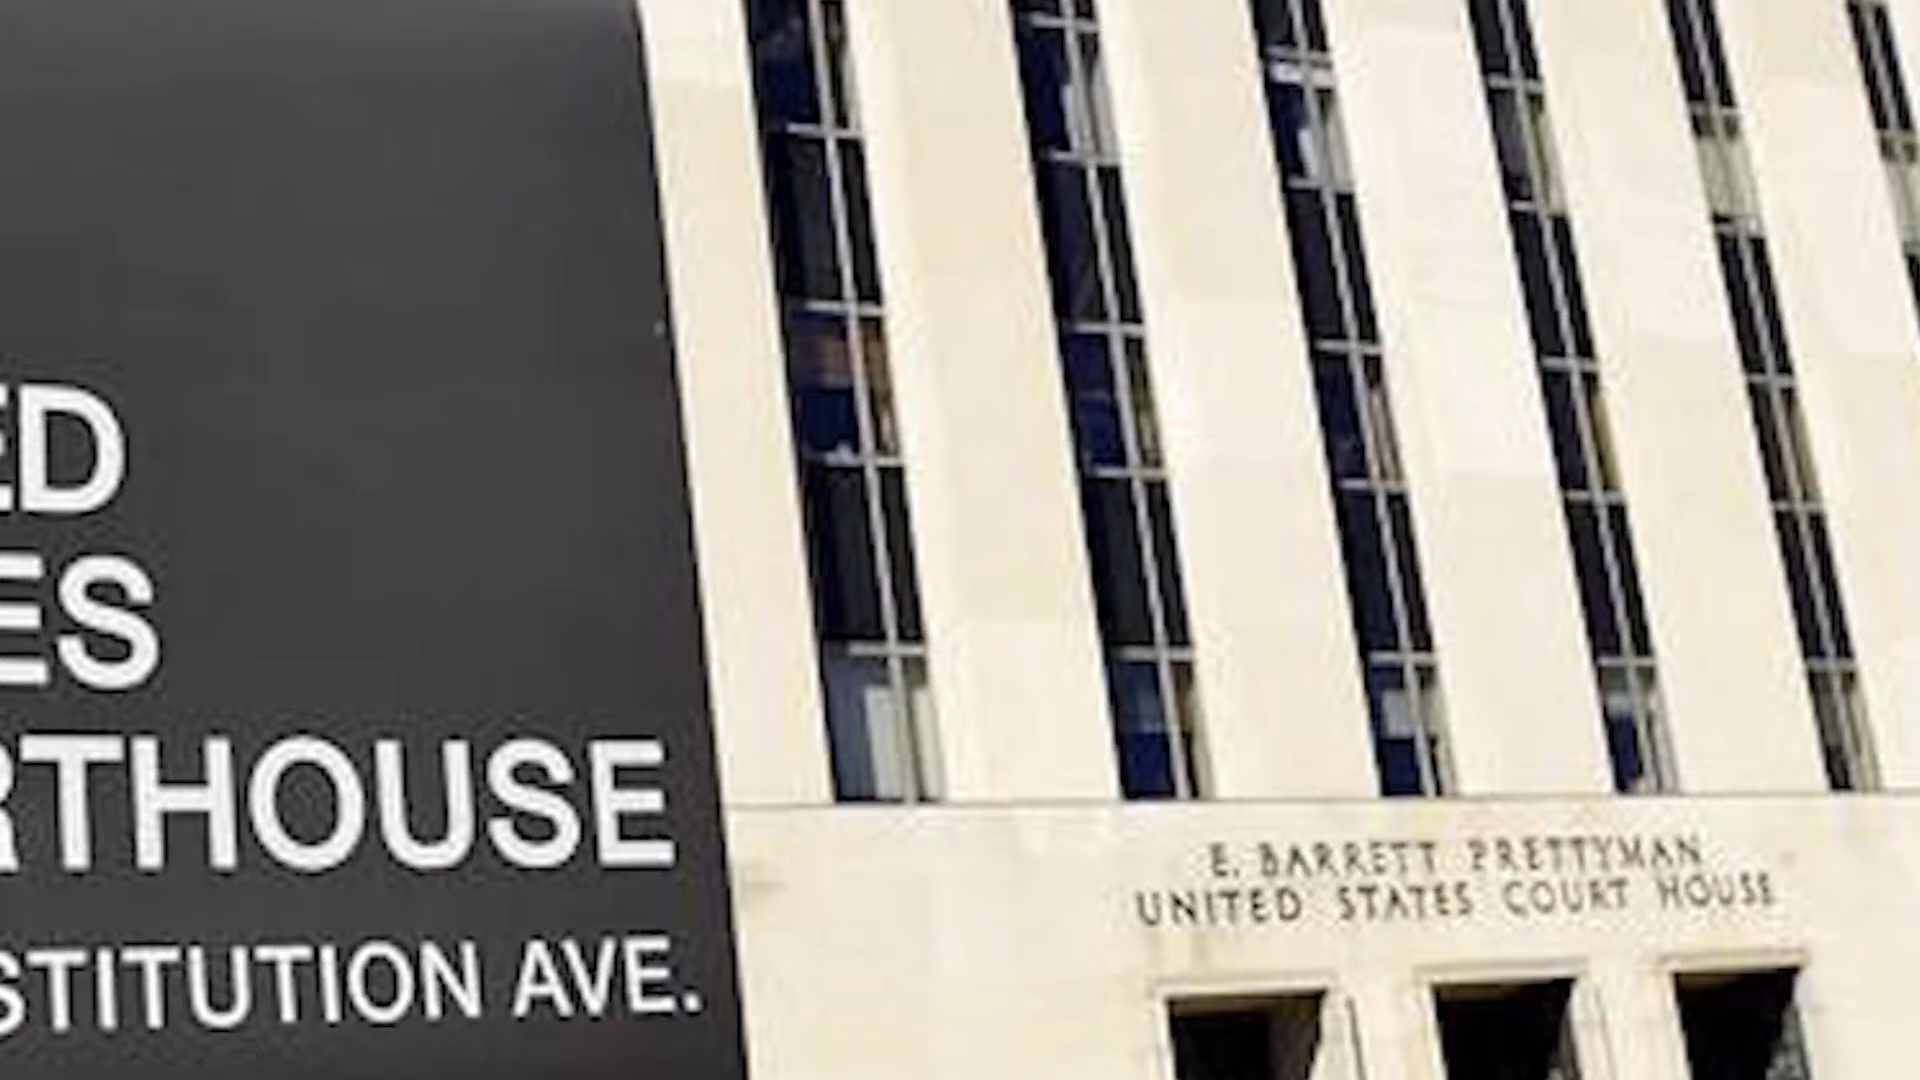 ED
ES
RTHOUSE
STITUTION AVE.
E. BARRETT PRETTYMAN
UNITED STATES COURT HOUSE